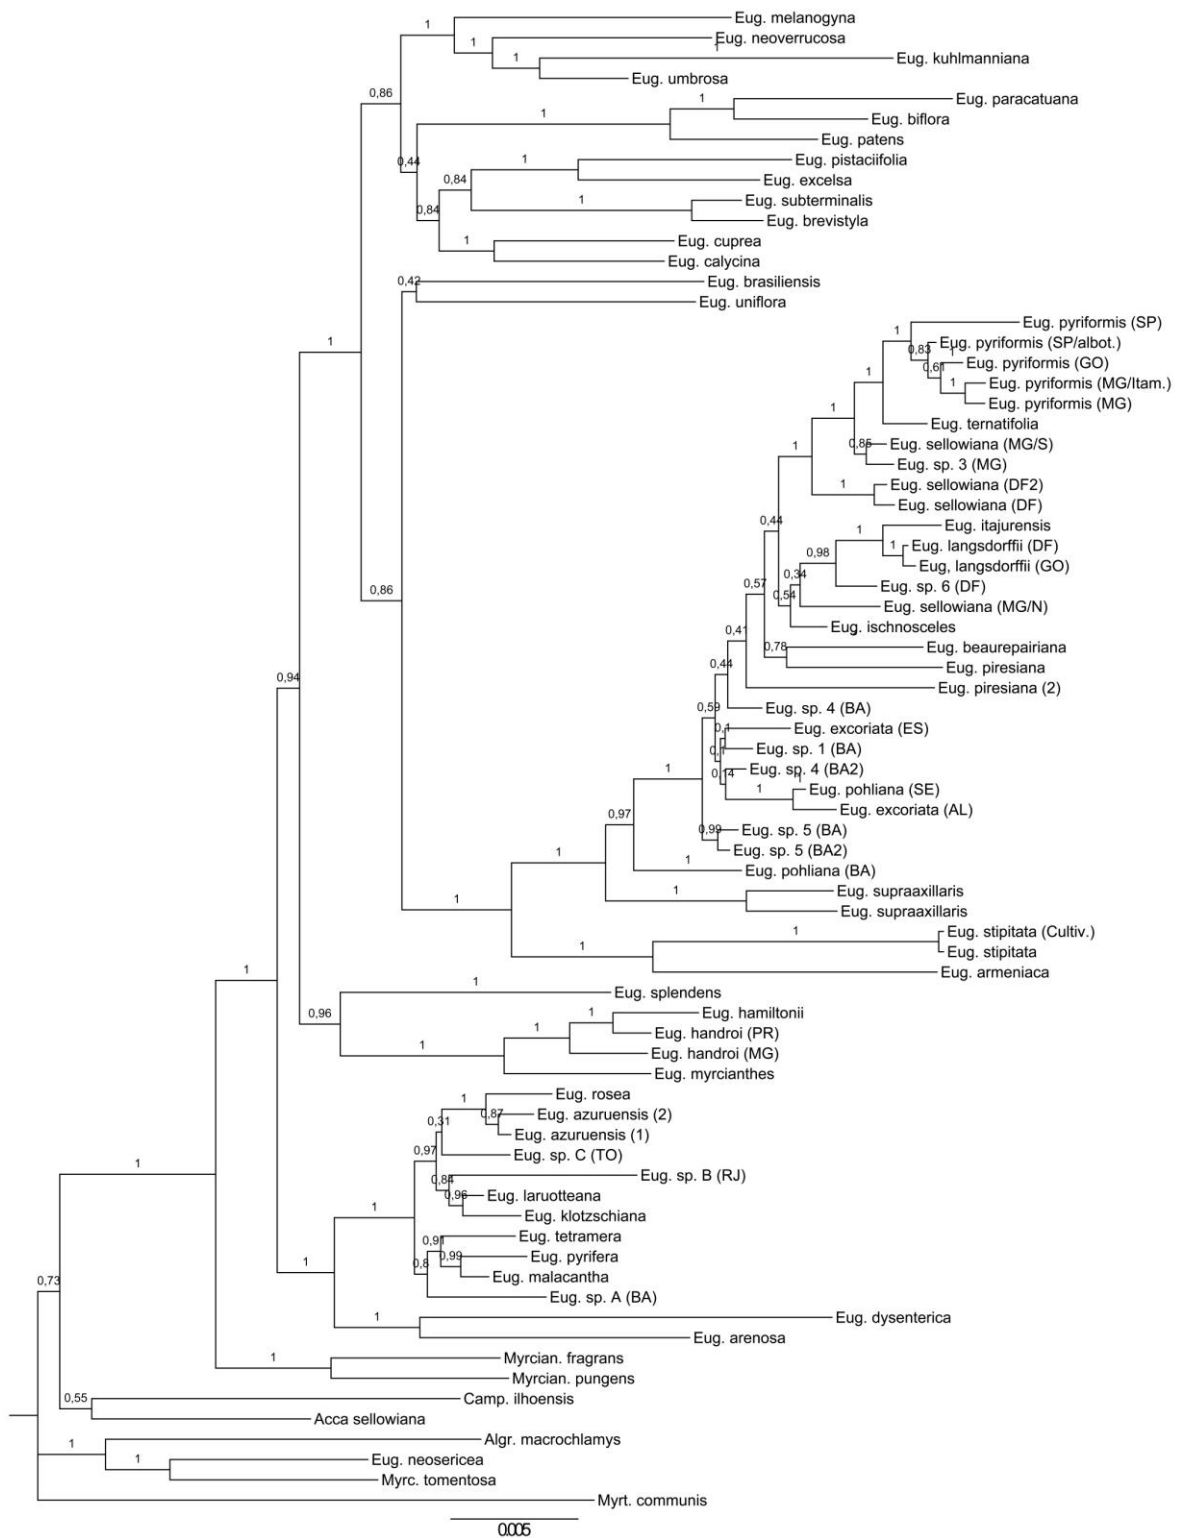 Eug. melanogyna
1
Eug. neoverrucosa
1
1
Eug. kuhlmanniana
1
Eug. umbrosa
0,86
Eug. paracatuana
1
Eug. biflora
1
Eug. patens
0,44
Eug. pistaciifolia
1
Eug. excelsa
0,84
Eug. subterminalis
1
Eug. brevistyla
0,84
Eug. cuprea
1
Eug. calycina
0,42
Eug. brasiliensis
Eug. uniflora
Eug. pyriformis (SP)
1
Eug. pyriformis (SP/albot.)
0,83
1
Eug. pyriformis (GO)
0,61
Eug. pyriformis (MG/Itam.)
1
Eug. pyriformis (MG)
1
1
Eug. ternatifolia
Eug. sellowiana (MG/S)
0,85
Eug. sp. 3 (MG)
1
Eug. sellowiana (DF2)
1
Eug. sellowiana (DF)
0,44
Eug. itajurensis
1
Eug. langsdorffii (DF)
1
0,98
Eug, langsdorffii (GO)
0,34
Eug. sp. 6 (DF)
0,57
0,54
Eug. sellowiana (MG/N)
Eug. ischnosceles
0,86
0,41
Eug. beaurepairiana
0,78
Eug. piresiana
0,44
0,94
Eug. piresiana (2)
0,59
Eug. sp. 4 (BA)
0,1
Eug. excoriata (ES)
0,1
Eug. sp. 1 (BA)
1
0,14
Eug. sp. 4 (BA2)
1
1
Eug. pohliana (SE)
Eug. excoriata (AL)
0,97
0,99
Eug. sp. 5 (BA)
Eug. sp. 5 (BA2)
1
1
Eug. pohliana (BA)
1
Eug. supraaxillaris
1
Eug. supraaxillaris
1
Eug. stipitata (Cultiv.)
1
Eug. stipitata
Eug. armeniaca
1
1
Eug. splendens
0,96
1
Eug. hamiltonii
1
Eug. handroi (PR)
1
Eug. handroi (MG)
Eug. myrcianthes
1
Eug. rosea
0,87
Eug. azuruensis (2)
0,31
Eug. azuruensis (1)
0,97
Eug. sp. C (TO)
1
0,84
Eug. sp. B (RJ)
0,96
Eug. laruotteana
1
Eug. klotzschiana
0,91
Eug. tetramera
1
0,8
0,99
Eug. pyrifera
0,73
Eug. malacantha
Eug. sp. A (BA)
1
Eug. dysenterica
Eug. arenosa
1
Myrcian. fragrans
Myrcian. pungens
0,55
Camp. ilhoensis
Acca sellowiana
1
Algr. macrochlamys
1
Eug. neosericea
Myrc. tomentosa
Myrt. communis
0.005